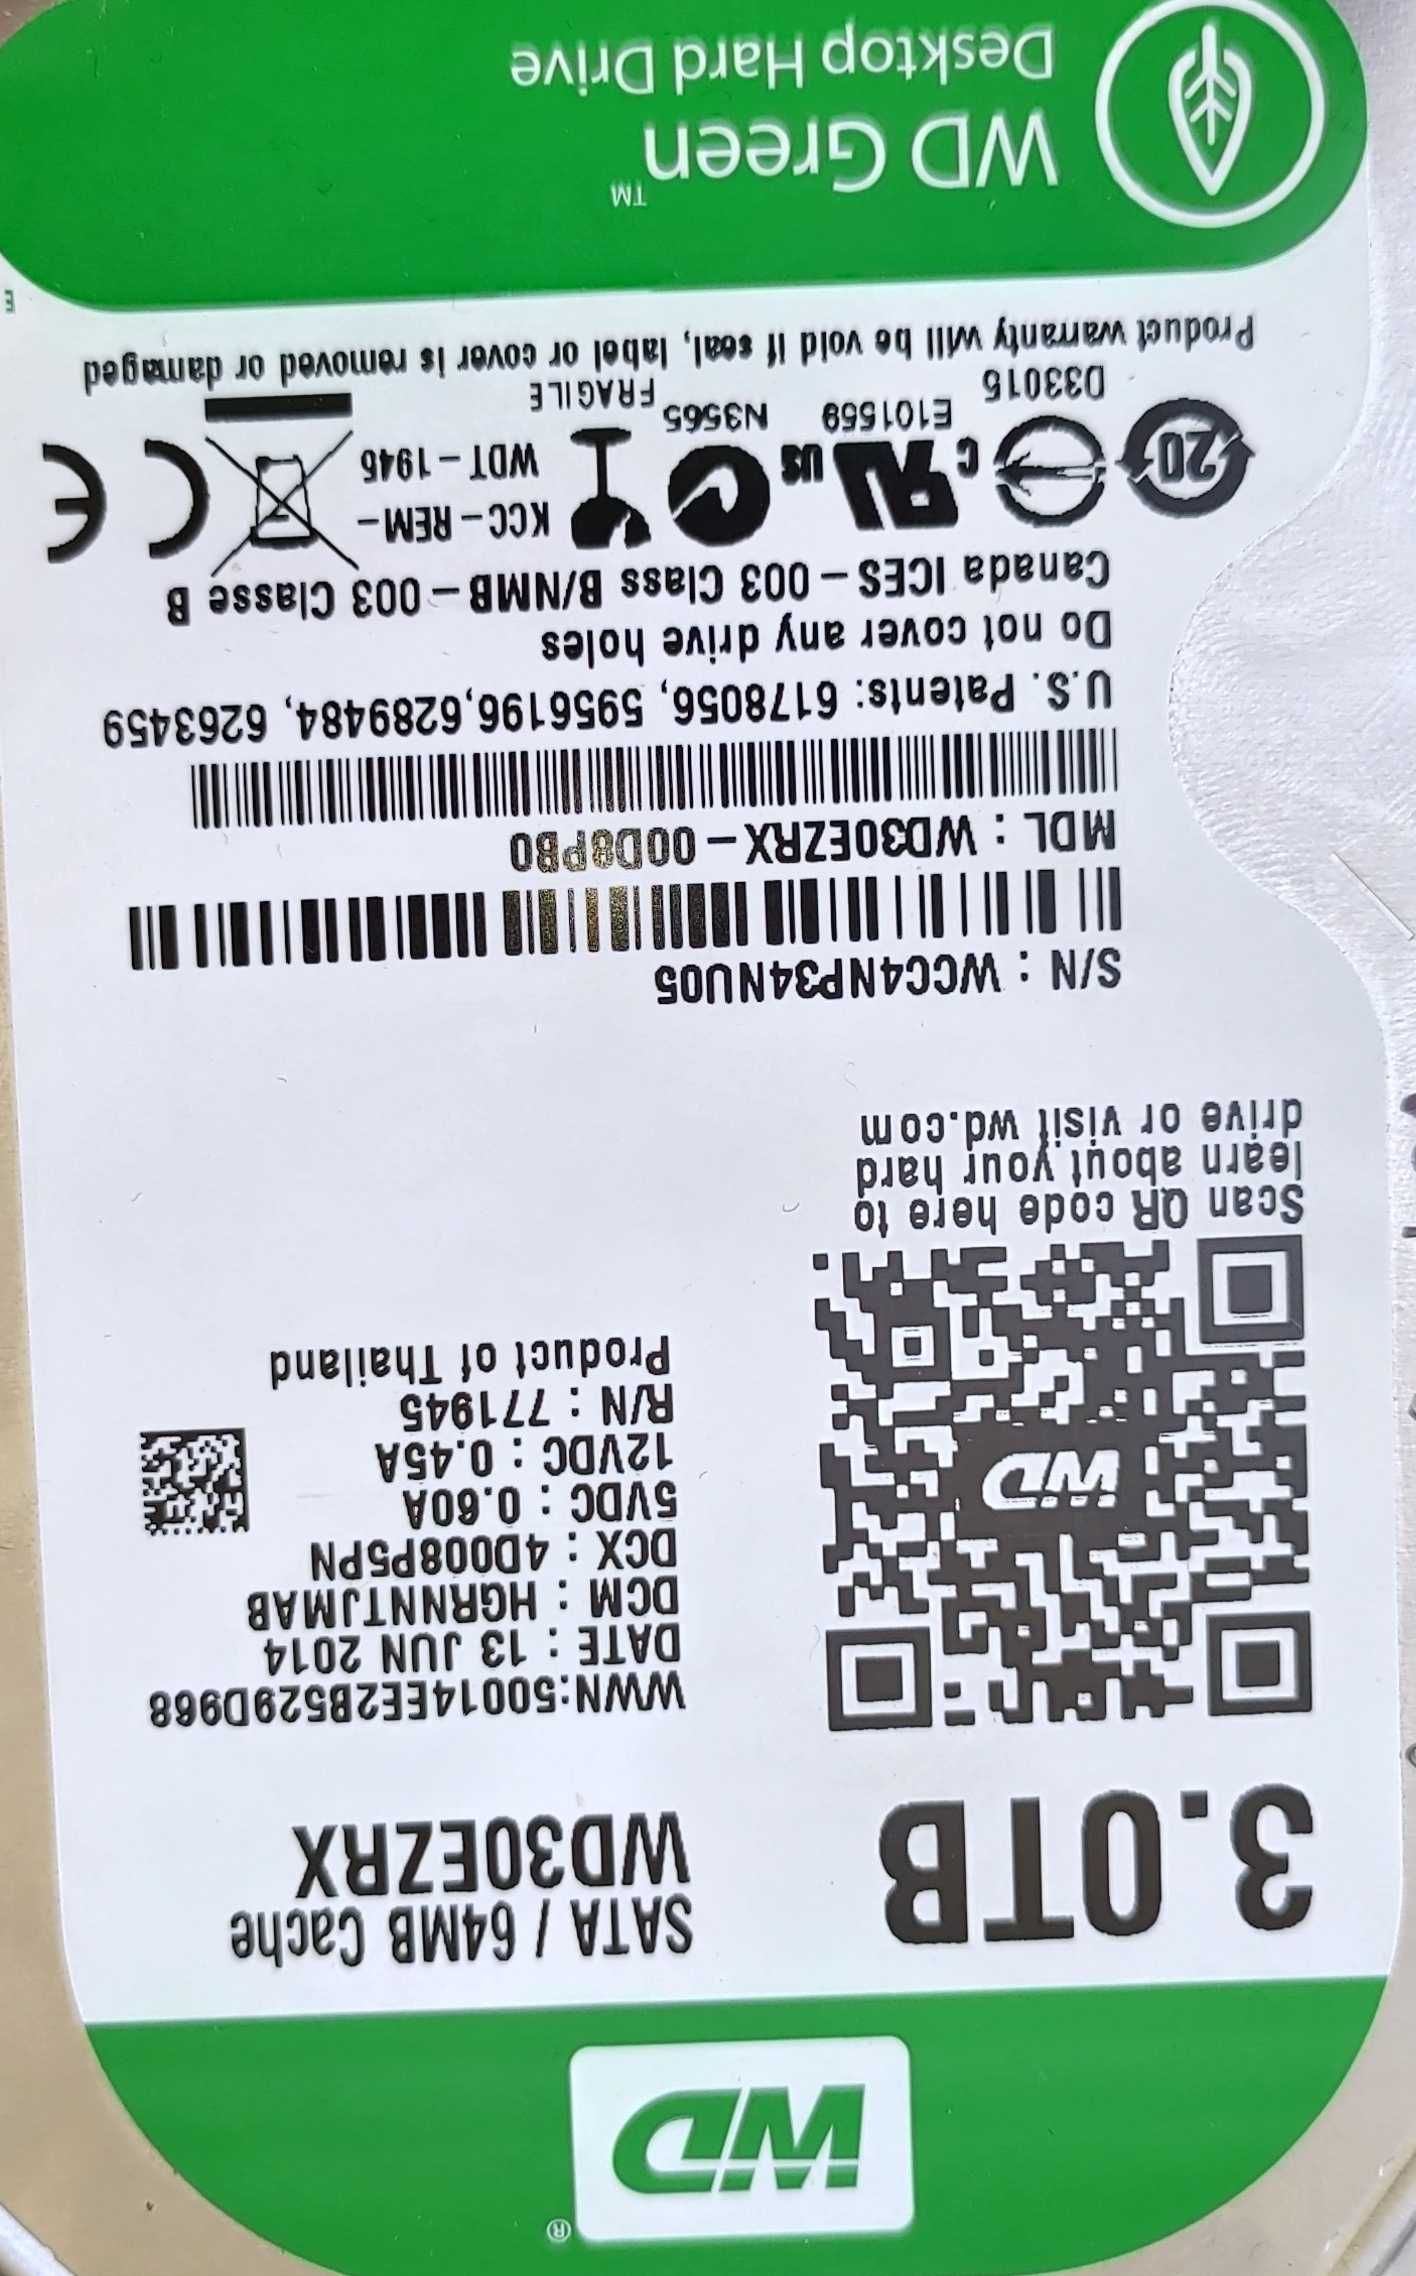 WD®
3.0TB
SATA / 64MB Cache
WD30EZRX
WWN:50014EE2B529D968
DATE : 13 JUN 2014
DCM : HGRNNTJMAB
DCX : 4D008P5PN
5VDC : 0.60A
12VDC : 0.45A
R/N : 771945
Product of Thailand
WD
Scan QR code here to
learn about your hard
drive or visit wd.com
S/N : WCC4NP34NU05
MDL : WD30EZRX – 00D8PB0
U.S. Patents: 6178056, 5956196,6289484, 6263459
Do not cover any drive holes
Canada ICES – 003 Class B/NMB – 003 Classe B
20
c RU US
KCC – REM –
WDT – 1945
CE
D33015
E101559
N3565
FRAGILE
Product warranty will be void if seal, label or cover is removed or damaged
E
WD Green™
Desktop Hard Drive